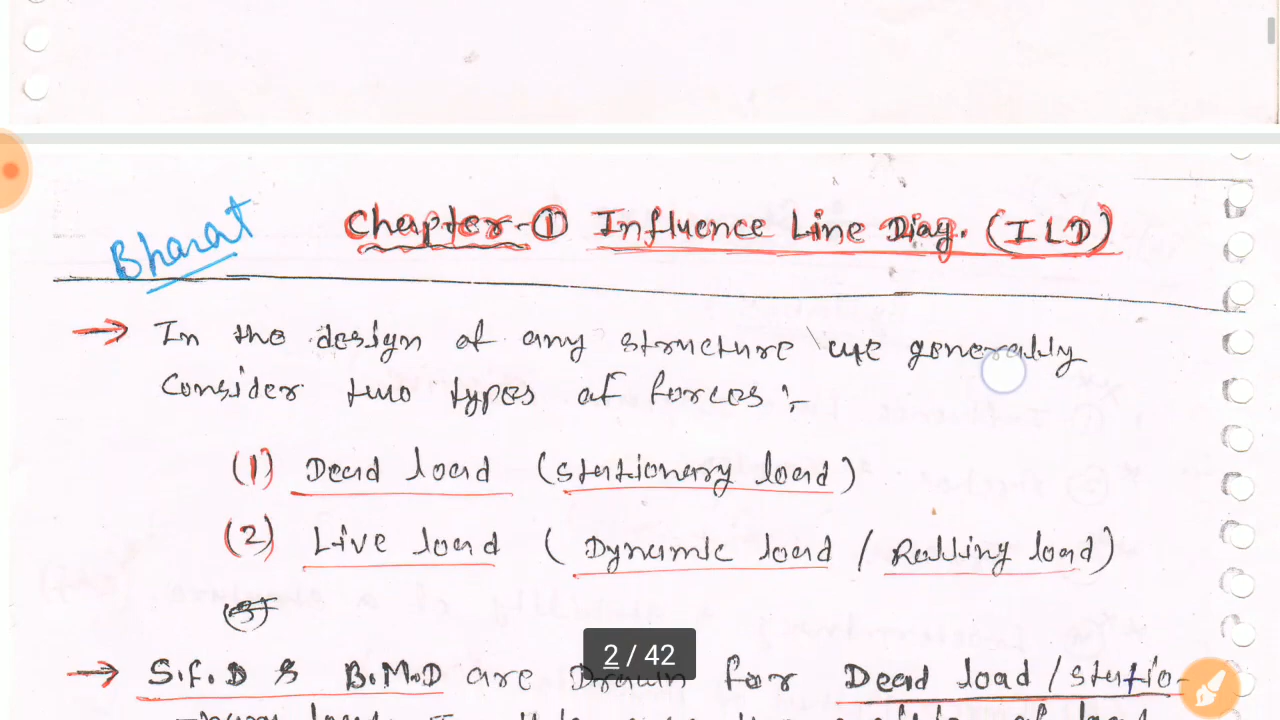 Bharat
Chapter-① Influence Line Diag. (ILD)
→ In the design of any structure we generally
Consider two types of forces :-
(1) Dead load (stationary load)
(2) Live load ( Dynamic load / Rolling load)
(3)
2 / 42
→ S.F.D & B.M.D are Drawn for Dead load / statio-